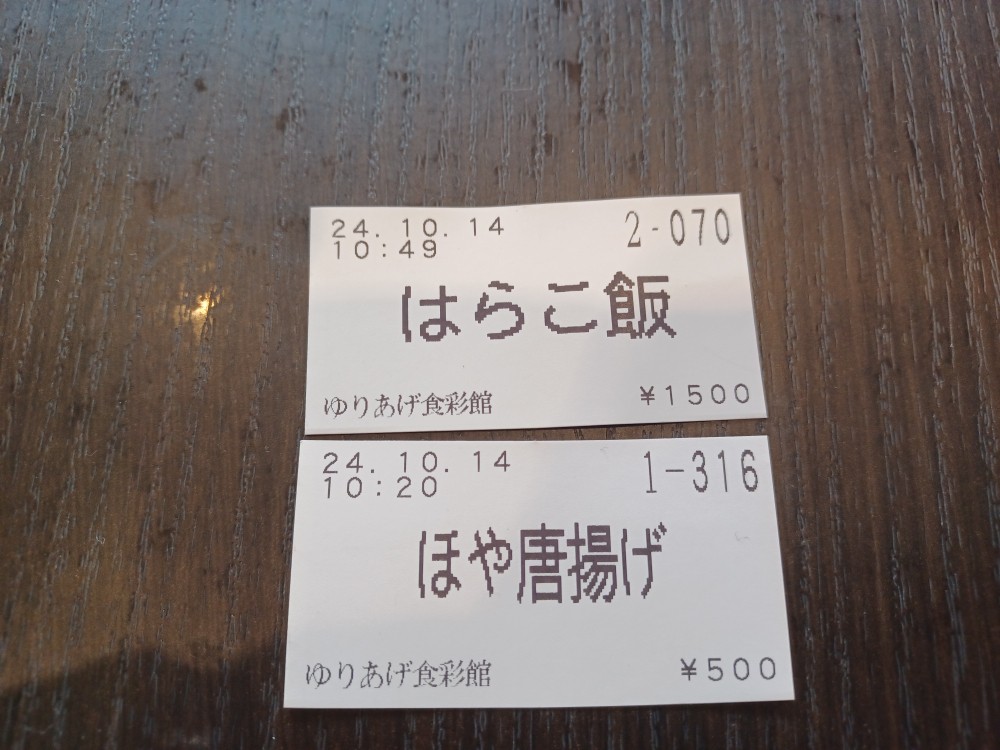 24. 10. 14 2-070
10:49
はらこ飯
ゆりあげ食彩館 ¥1500
24. 10. 14 1-316
10:20
ほや唐揚げ
ゆりあげ食彩館 ¥500